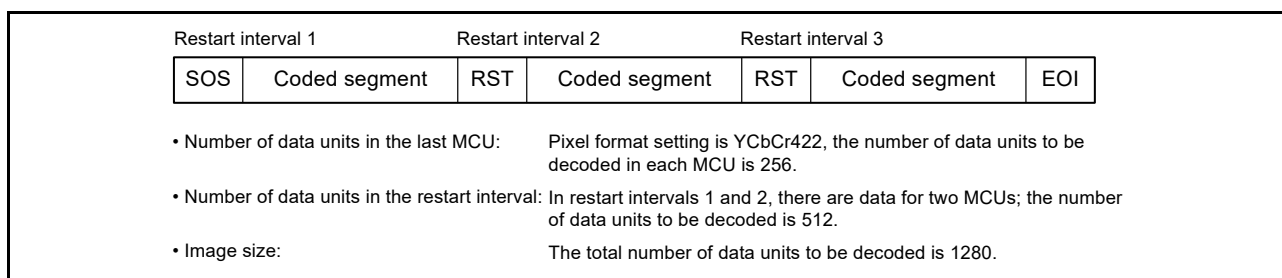 Restart interval 1 Restart interval 2 Restart interval 3
SOS Coded segment RST Coded segment RST Coded segment EOI
• Number of data units in the last MCU: Pixel format setting is YCbCr422, the number of data units to be
decoded in each MCU is 256.
• Number of data units in the restart interval: In restart intervals 1 and 2, there are data for two MCUs; the number
of data units to be decoded is 512.
• Image size: The total number of data units to be decoded is 1280.